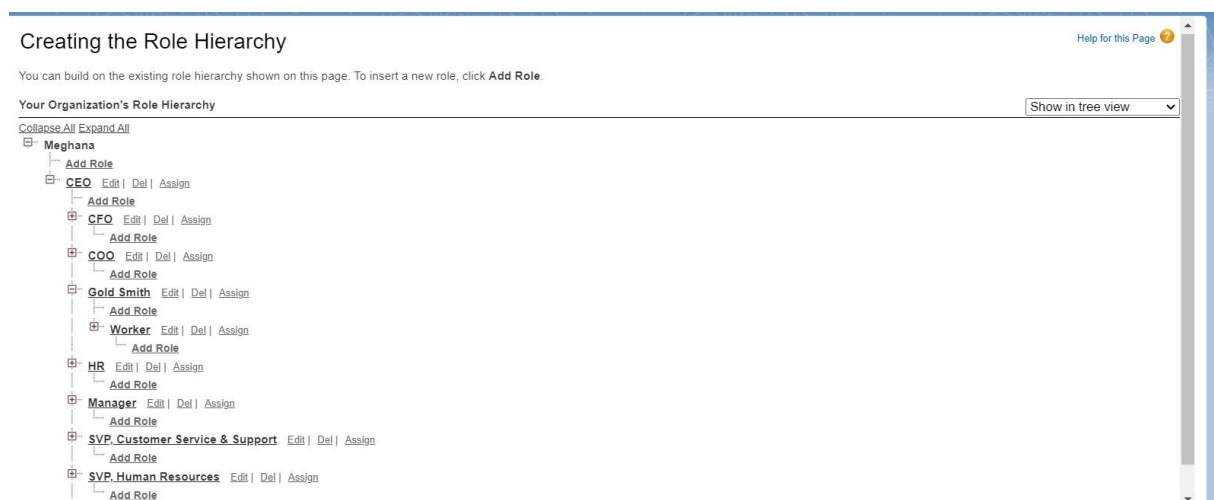 Creating the Role Hierarchy
Help for this Page ?
You can build on the existing role hierarchy shown on this page. To insert a new role, click Add Role.
Your Organization's Role Hierarchy
Show in tree view
Collapse All Expand All
Meghana
Add Role
CEO Edit | Del | Assign
Add Role
CFO Edit | Del | Assign
Add Role
COO Edit | Del | Assign
Add Role
Gold Smith Edit | Del | Assign
Add Role
Worker Edit | Del | Assign
Add Role
HR Edit | Del | Assign
Add Role
Manager Edit | Del | Assign
Add Role
SVP, Customer Service & Support Edit | Del | Assign
Add Role
SVP, Human Resources Edit | Del | Assign
Add Role